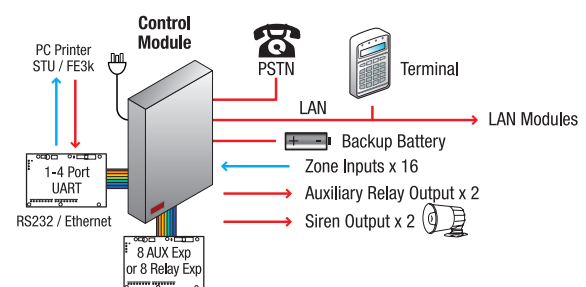 Control
Module
PC Printer
STU / FE3k
PSTN
Terminal
LAN
LAN Modules
Backup Battery
Zone Inputs x 16
1-4 Port
UART
Auxiliary Relay Output x 2
RS232 / Ethernet
Siren Output x 2
8 AUX Exp
or 8 Relay Exp